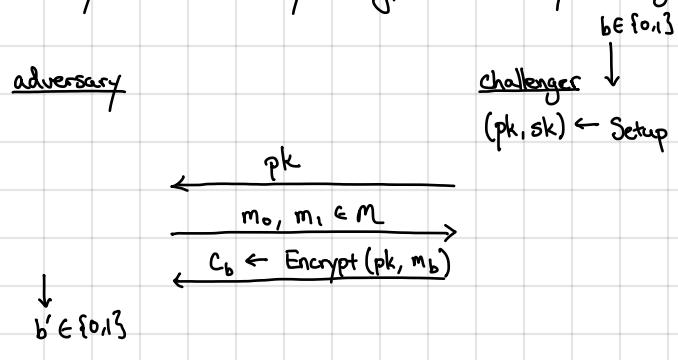 b ∈ {0,1}
adversary
challenger
(pk, sk) ← Setup
pk
m₀, m₁ ∈ M
C_b ← Encrypt(pk, m_b)
b' ∈ {0,1}